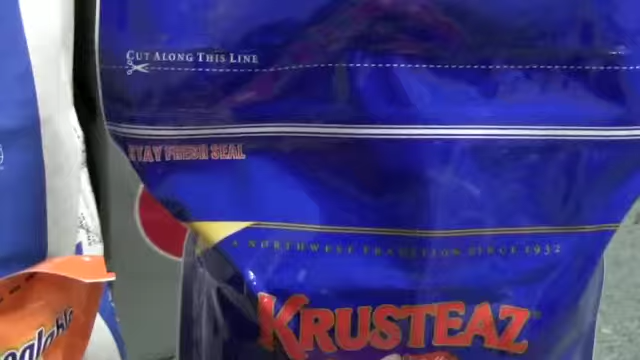 CUT ALONG THIS LINE
STAY FRESH SEAL
A NORTHWEST TRADITION SINCE 1932
KRUSTEAZ